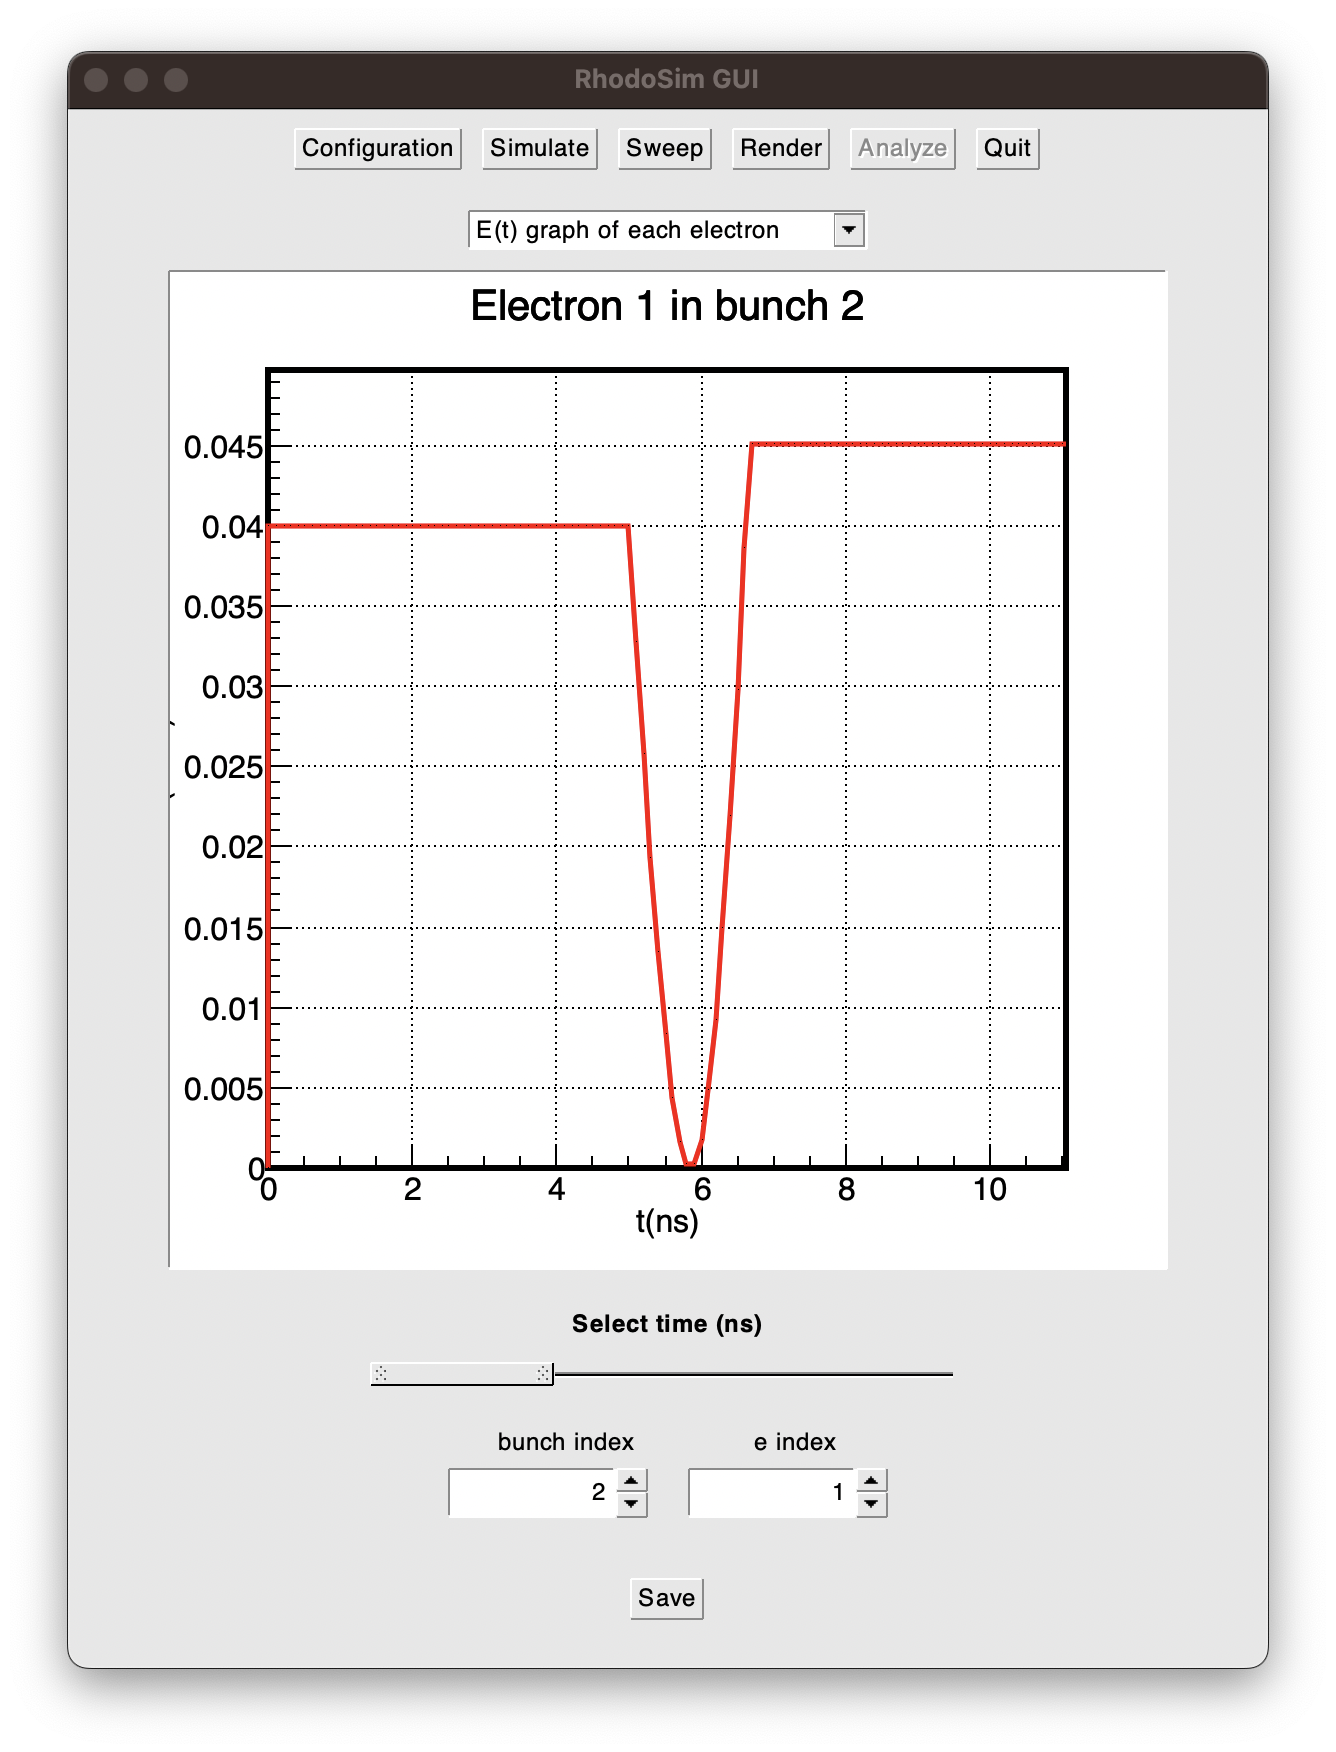 RhodoSim GUI
Configuration Simulate Sweep Render Analyze Quit
E(t) graph of each electron
Electron 1 in bunch 2
0.045
0.04
0.035
0.03
0.025
0.02
0.015
0.01
0.005
0
0 2 4 6 8 10
t(ns)
Select time (ns)
bunch index e index
2 1
Save